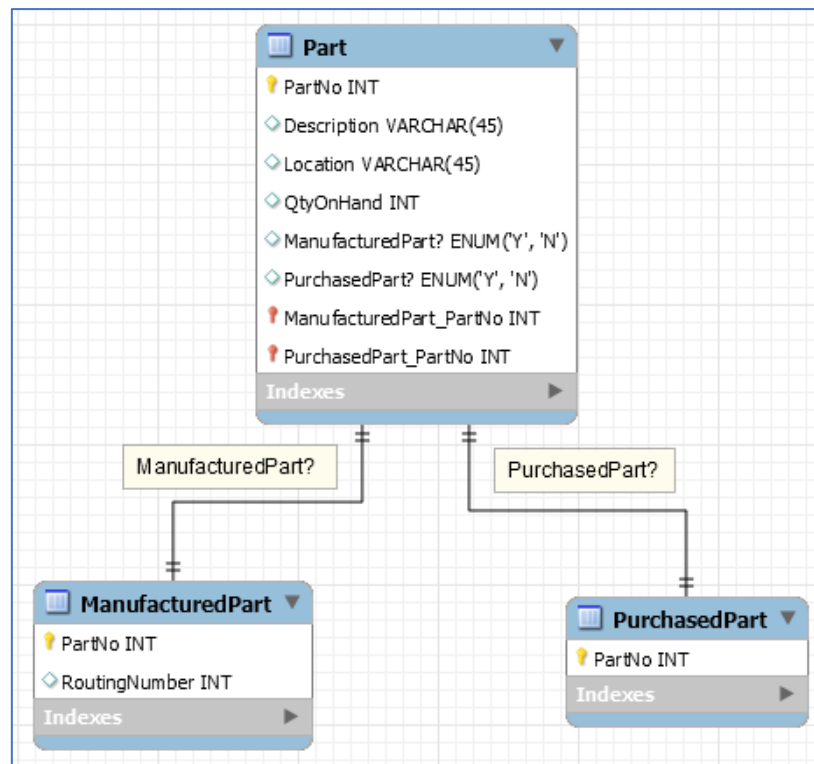 Part
PartNo INT
Description VARCHAR(45)
Location VARCHAR(45)
QtyOnHand INT
ManufacturedPart? ENUM('Y', 'N')
PurchasedPart? ENUM('Y', 'N')
ManufacturedPart_PartNo INT
PurchasedPart_PartNo INT
Indexes
ManufacturedPart?
PurchasedPart?
ManufacturedPart
PartNo INT
RoutingNumber INT
Indexes
PurchasedPart
PartNo INT
Indexes